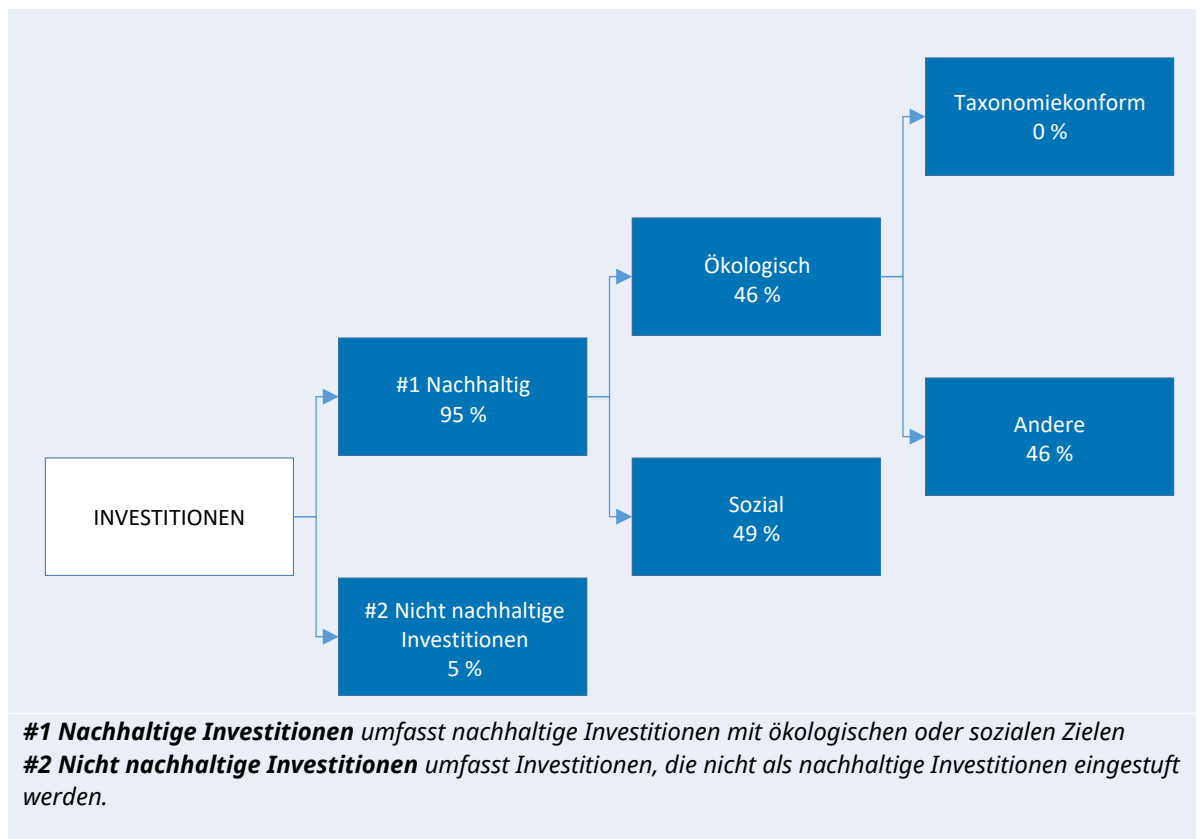 Taxonomiekonform
0 %
Ökologisch
46 %
#1 Nachhaltig
95 %
Andere
46 %
INVESTITIONEN
Sozial
49 %
#2 Nicht nachhaltige
Investitionen
5 %
#1 Nachhaltige Investitionen umfasst nachhaltige Investitionen mit ökologischen oder sozialen Zielen
#2 Nicht nachhaltige Investitionen umfasst Investitionen, die nicht als nachhaltige Investitionen eingestuft
werden.